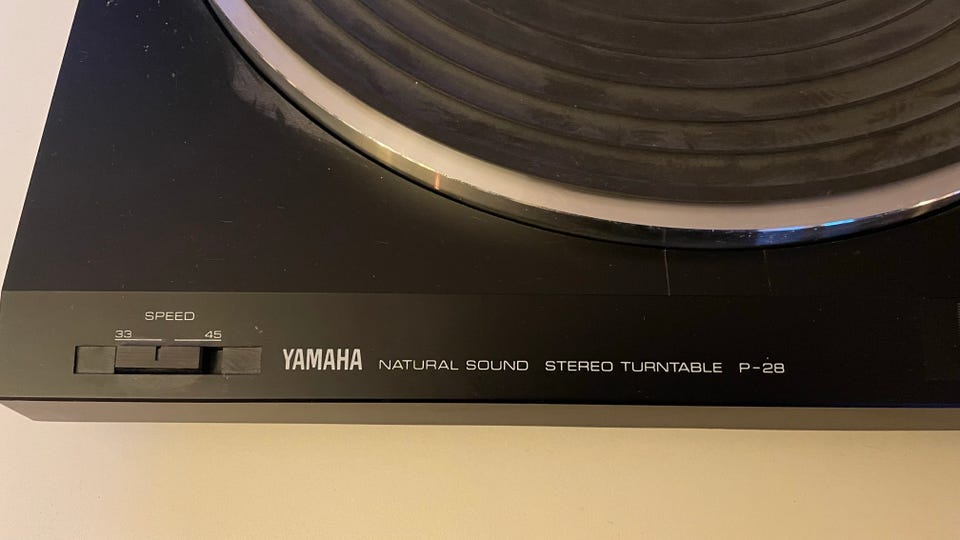 SPEED
33 45
YAMAHA NATURAL SOUND STEREO TURNTABLE P-28